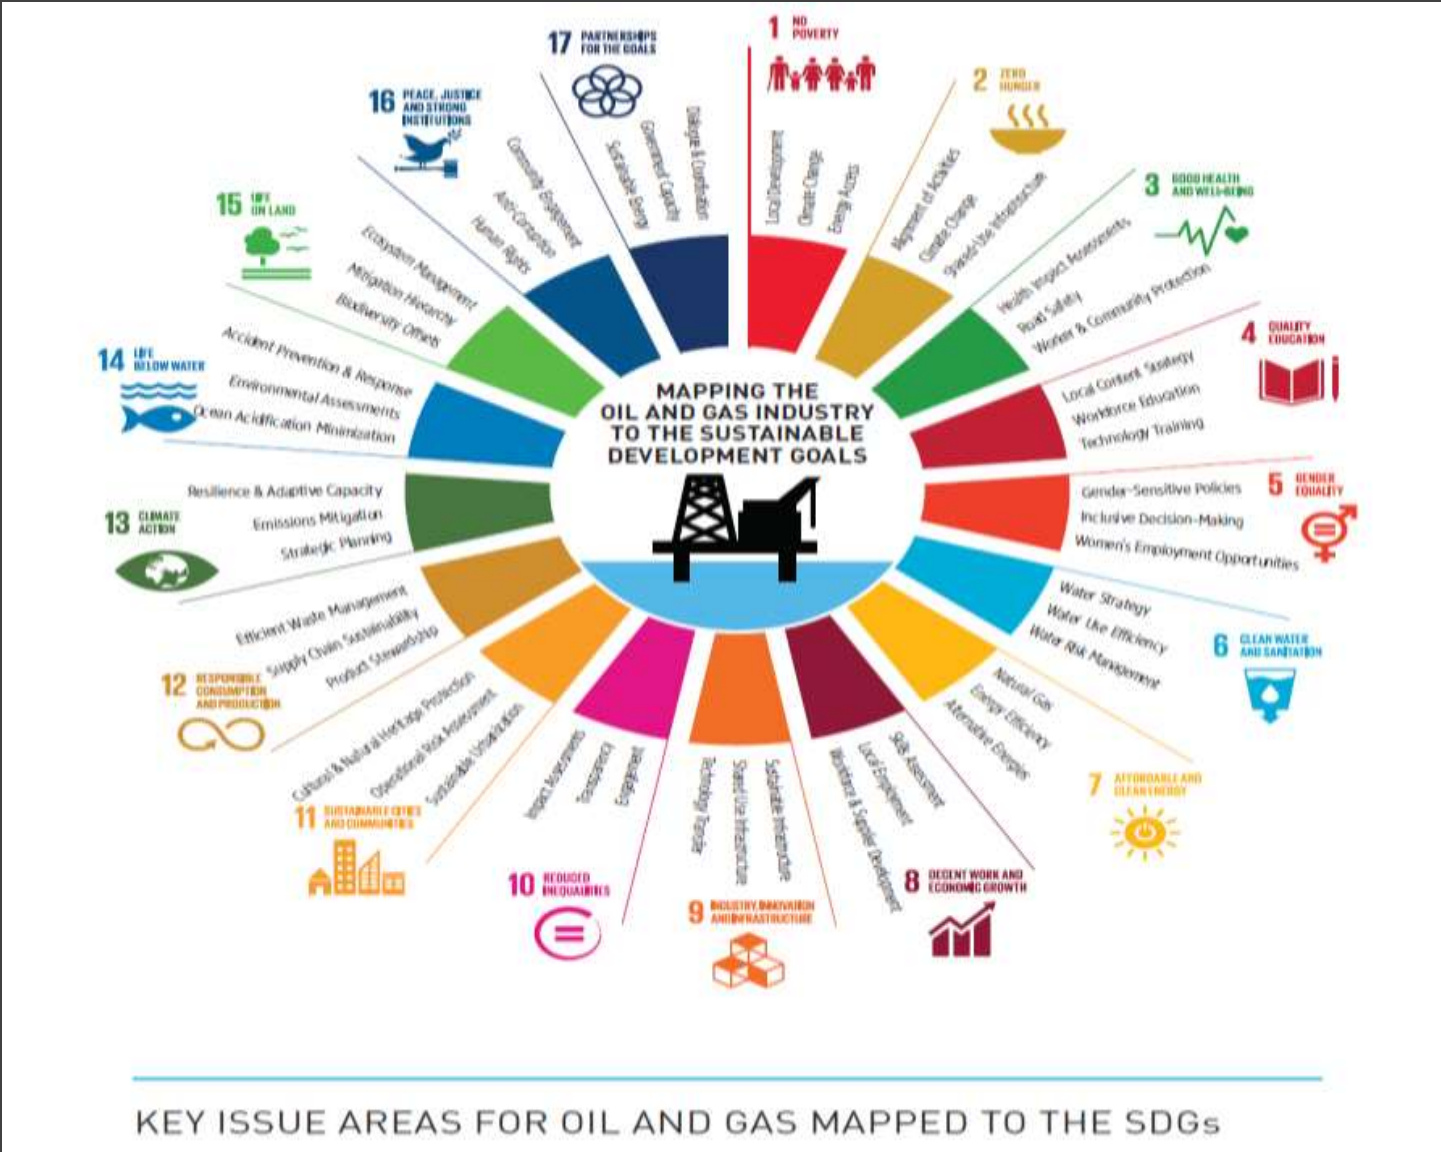 1 NO
POVERTY
Local Development
Climate Change
Energy Access
2 ZERO
HUNGER
Alignment of Activities
Climate Change
Shared-Use Infrastructure
3 GOOD HEALTH
AND WELL-BEING
Health Impact Assessments
Road Safety
Worker & Community Protection
4 QUALITY
EDUCATION
Local Content Strategy
Workforce Education
Technology Training
5 GENDER
EQUALITY
Gender-Sensitive Policies
Inclusive Decision-Making
Women's Employment Opportunities
6 CLEAN WATER
AND SANITATION
Water Strategy
Water Use Efficiency
Water Risk Management
7 AFFORDABLE AND
CLEAN ENERGY
Natural Gas
Energy Efficiency
Alternative Energies
8 DECENT WORK AND
ECONOMIC GROWTH
Skills Assessment
Local Employment
Workforce & Supplier Development
9 INDUSTRY, INNOVATION
AND INFRASTRUCTURE
Sustainable Infrastructure
Shared Use Infrastructure
Technology Transfer
10 REDUCED
INEQUALITIES
Engagement
Transparency
Impact Assessments
11 SUSTAINABLE CITIES
AND COMMUNITIES
Sustainable Urbanization
Operational Risk Assessment
Cultural & Natural Heritage Protection
12 RESPONSIBLE
CONSUMPTION
AND PRODUCTION
Efficient Waste Management
Supply Chain Sustainability
Product Stewardship
13 CLIMATE
ACTION
Resilience & Adaptive Capacity
Emissions Mitigation
Strategic Planning
14 LIFE
BELOW WATER
Accident Prevention & Response
Environmental Assessments
Ocean Acidification Minimization
15 LIFE
ON LAND
Ecosystem Management
Mitigation Hierarchy
Biodiversity Offsets
16 PEACE, JUSTICE
AND STRONG
INSTITUTIONS
Community Engagement
Anti-Corruption
Human Rights
17 PARTNERSHIPS
FOR THE GOALS
Dialogue & Coordination
Government Capacity
Sustainable Energy
MAPPING THE
OIL AND GAS INDUSTRY
TO THE SUSTAINABLE
DEVELOPMENT GOALS
KEY ISSUE AREAS FOR OIL AND GAS MAPPED TO THE SDGs